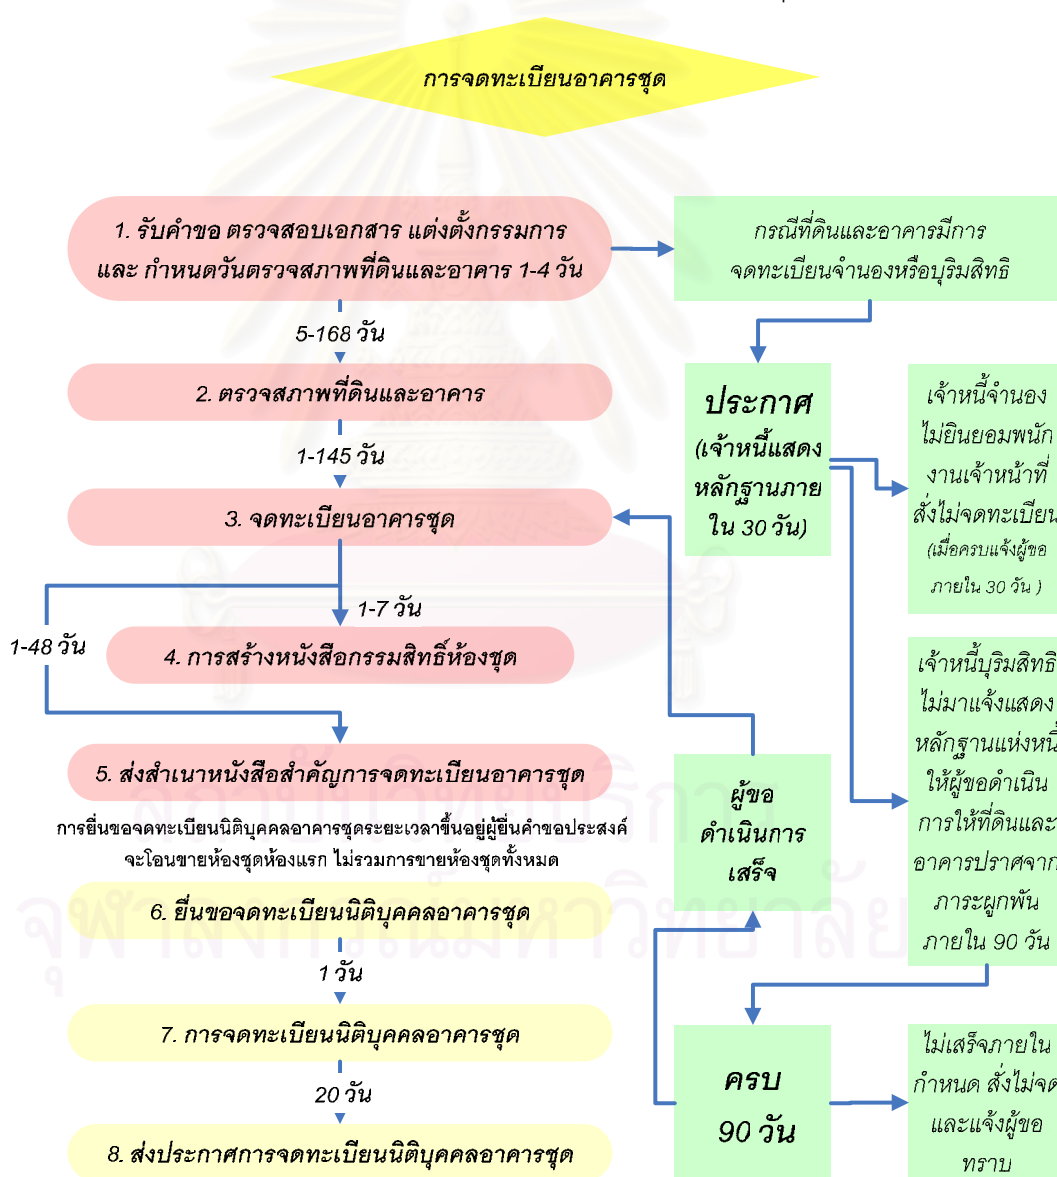 การจดทะเบียนอาคารชุด
1. รับคำขอ ตรวจสอบเอกสาร แต่งตั้งกรรมการ
และ กำหนดวันตรวจสภาพที่ดินและอาคาร 1-4 วัน
กรณีที่ดินและอาคารมีการ
จดทะเบียนจำนองหรือบุริมสิทธิ
5-168 วัน
2. ตรวจสภาพที่ดินและอาคาร
1-145 วัน
3. จดทะเบียนอาคารชุด
ประกาศ
(เจ้าหนี้แสดง
หลักฐานภาย
ใน 30 วัน)
เจ้าหนี้จำนอง
ไม่ยินยอมพนัก
งานเจ้าหน้าที่
สั่งไม่จดทะเบียน
(เมื่อครบแจ้งผู้ขอ
ภายใน 30 วัน )
1-7 วัน
1-48 วัน
4. การสร้างหนังสือกรรมสิทธิ์ห้องชุด
5. ส่งสำเนาหนังสือสำคัญการจดทะเบียนอาคารชุด
เจ้าหนี้บุริมสิทธิ
ไม่มาแจ้งแสดง
หลักฐานแห่งหนี้
ให้ผู้ขอดำเนิน
การให้ที่ดินและ
อาคารปราศจาก
ภาระผูกพัน
ภายใน 90 วัน
ผู้ขอ
ดำเนินการ
เสร็จ
การยื่นขอจดทะเบียนนิติบุคคลอาคารชุดระยะเวลาขึ้นอยู่ผู้ยื่นคำขอประสงค์
จะโอนขายห้องชุดห้องแรก ไม่รวมการขายห้องชุดทั้งหมด
6. ยื่นขอจดทะเบียนนิติบุคคลอาคารชุด
1 วัน
7. การจดทะเบียนนิติบุคคลอาคารชุด
20 วัน
8. ส่งประกาศการจดทะเบียนนิติบุคคลอาคารชุด
ครบ
90 วัน
ไม่เสร็จภายใน
กำหนด สั่งไม่จด
และแจ้งผู้ขอ
ทราบ
สถาบันวิทยบริการ
จุฬาลงกรณ์มหาวิทยาลัย